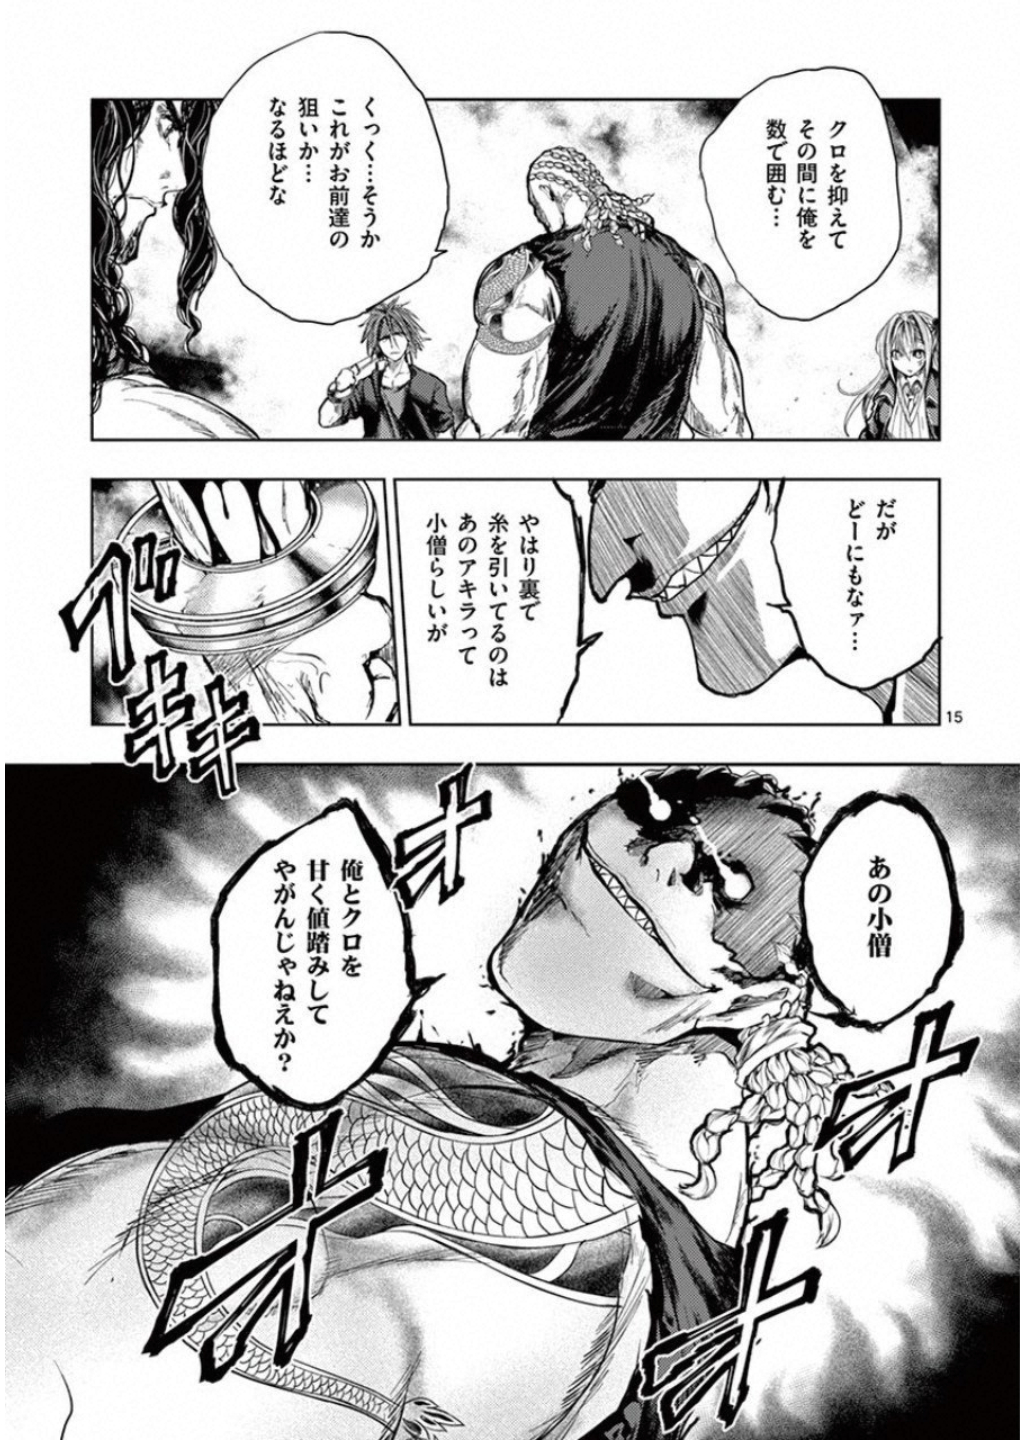 クロを抑えて
その間に俺を
数で囲む…
くっく…そうか
これがお前達の
狙いか…
なるほどな
だが
どーにもなァ…
やはり裏で
糸を引いてるのは
あのアキラって
小僧らしいが
グ
キキ
15
あの小僧
俺とクロを
甘く値踏みして
やがんじゃねえか?
オ
オ
オ
オ